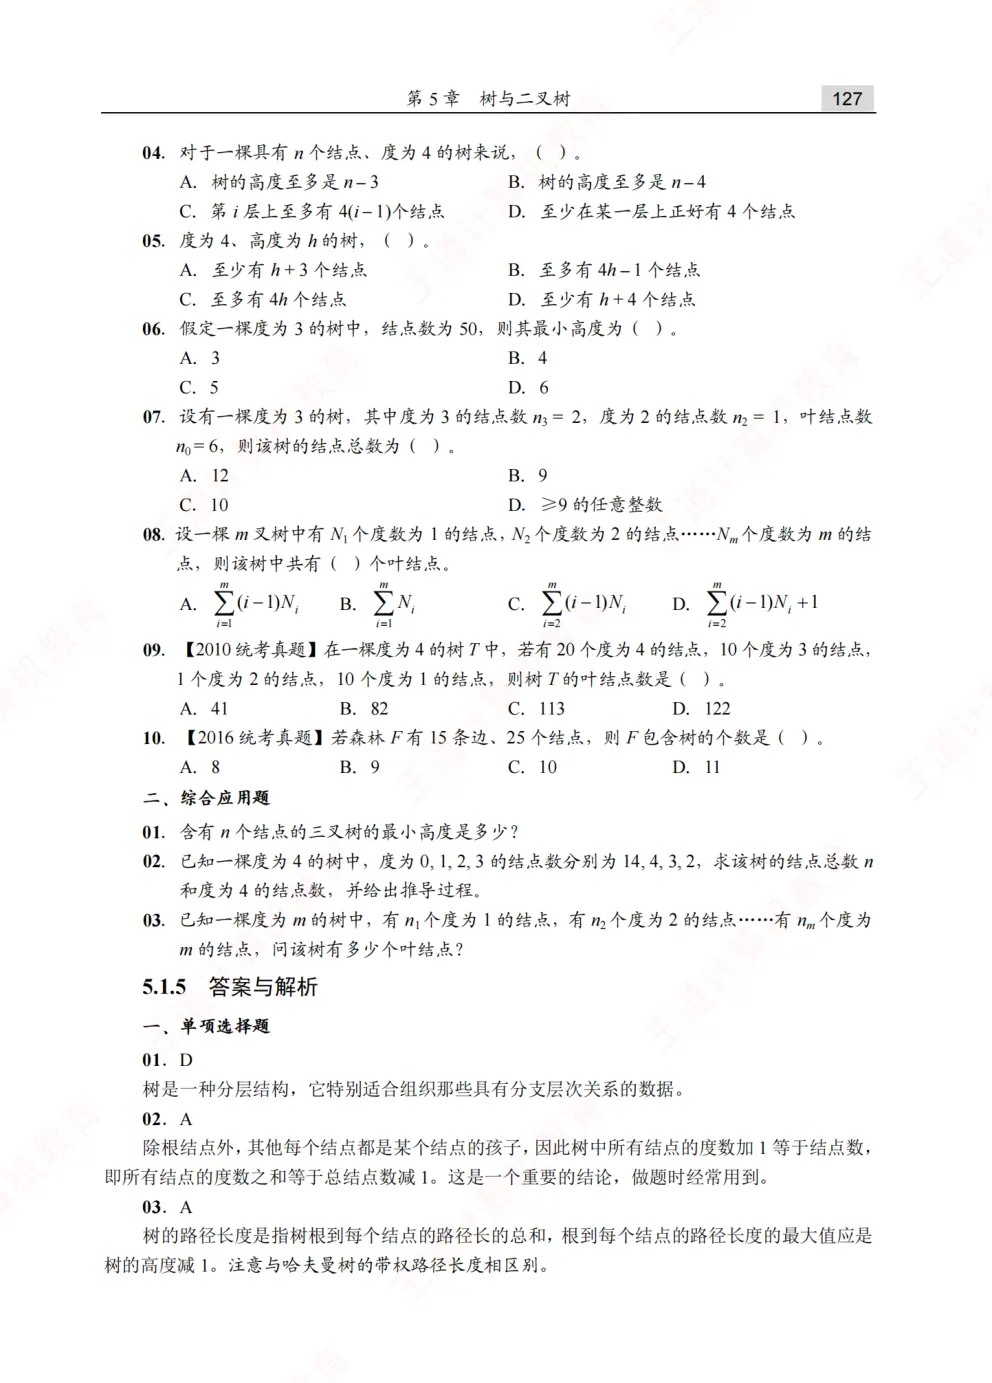 第 5 章 树与二叉树 127
04. 对于一棵具有 n 个结点、度为 4 的树来说，（ ）。
A. 树的高度至多是 n – 3 B. 树的高度至多是 n – 4
C. 第 i 层上至多有 4(i – 1)个结点 D. 至少在某一层上正好有 4 个结点
05. 度为 4、高度为 h 的树，（ ）。
A. 至少有 h + 3 个结点 B. 至多有 4h – 1 个结点
C. 至多有 4h 个结点 D. 至少有 h + 4 个结点
06. 假定一棵度为 3 的树中，结点数为 50，则其最小高度为（ ）。
A. 3 B. 4
C. 5 D. 6
07. 设有一棵度为 3 的树，其中度为 3 的结点数 n₃ = 2，度为 2 的结点数 n₂ = 1，叶结点数
n₀ = 6，则该树的结点总数为（ ）。
A. 12 B. 9
C. 10 D. ≥9 的任意整数
08. 设一棵 m 叉树中有 N₁ 个度数为 1 的结点，N₂ 个度数为 2 的结点……Nₘ 个度数为 m 的结
点，则该树中共有（ ）个叶结点。
A. ∑_{i=1}^{m}(i – 1)Nᵢ B. ∑_{i=1}^{m}Nᵢ C. ∑_{i=2}^{m}(i – 1)Nᵢ D. ∑_{i=2}^{m}(i – 1)Nᵢ + 1
09. 【2010 统考真题】在一棵度为 4 的树 T 中，若有 20 个度为 4 的结点，10 个度为 3 的结点，
1 个度为 2 的结点，10 个度为 1 的结点，则树 T 的叶结点数是（ ）。
A. 41 B. 82 C. 113 D. 122
10. 【2016 统考真题】若森林 F 有 15 条边、25 个结点，则 F 包含树的个数是（ ）。
A. 8 B. 9 C. 10 D. 11
二、综合应用题
01. 含有 n 个结点的三叉树的最小高度是多少？
02. 已知一棵度为 4 的树中，度为 0, 1, 2, 3 的结点数分别为 14, 4, 3, 2，求该树的结点总数 n
和度为 4 的结点数，并给出推导过程。
03. 已知一棵度为 m 的树中，有 n₁ 个度为 1 的结点，有 n₂ 个度为 2 的结点……有 nₘ 个度为
m 的结点，问该树有多少个叶结点？
5.1.5 答案与解析
一、单项选择题
01. D
树是一种分层结构，它特别适合组织那些具有分支层次关系的数据。
02. A
除根结点外，其他每个结点都是某个结点的孩子，因此树中所有结点的度数加 1 等于结点数，
即所有结点的度数之和等于总结点数减 1。这是一个重要的结论，做题时经常用到。
03. A
树的路径长度是指树根到每个结点的路径长的总和，根到每个结点的路径长度的最大值应是
树的高度减 1。注意与哈夫曼树的带权路径长度相区别。